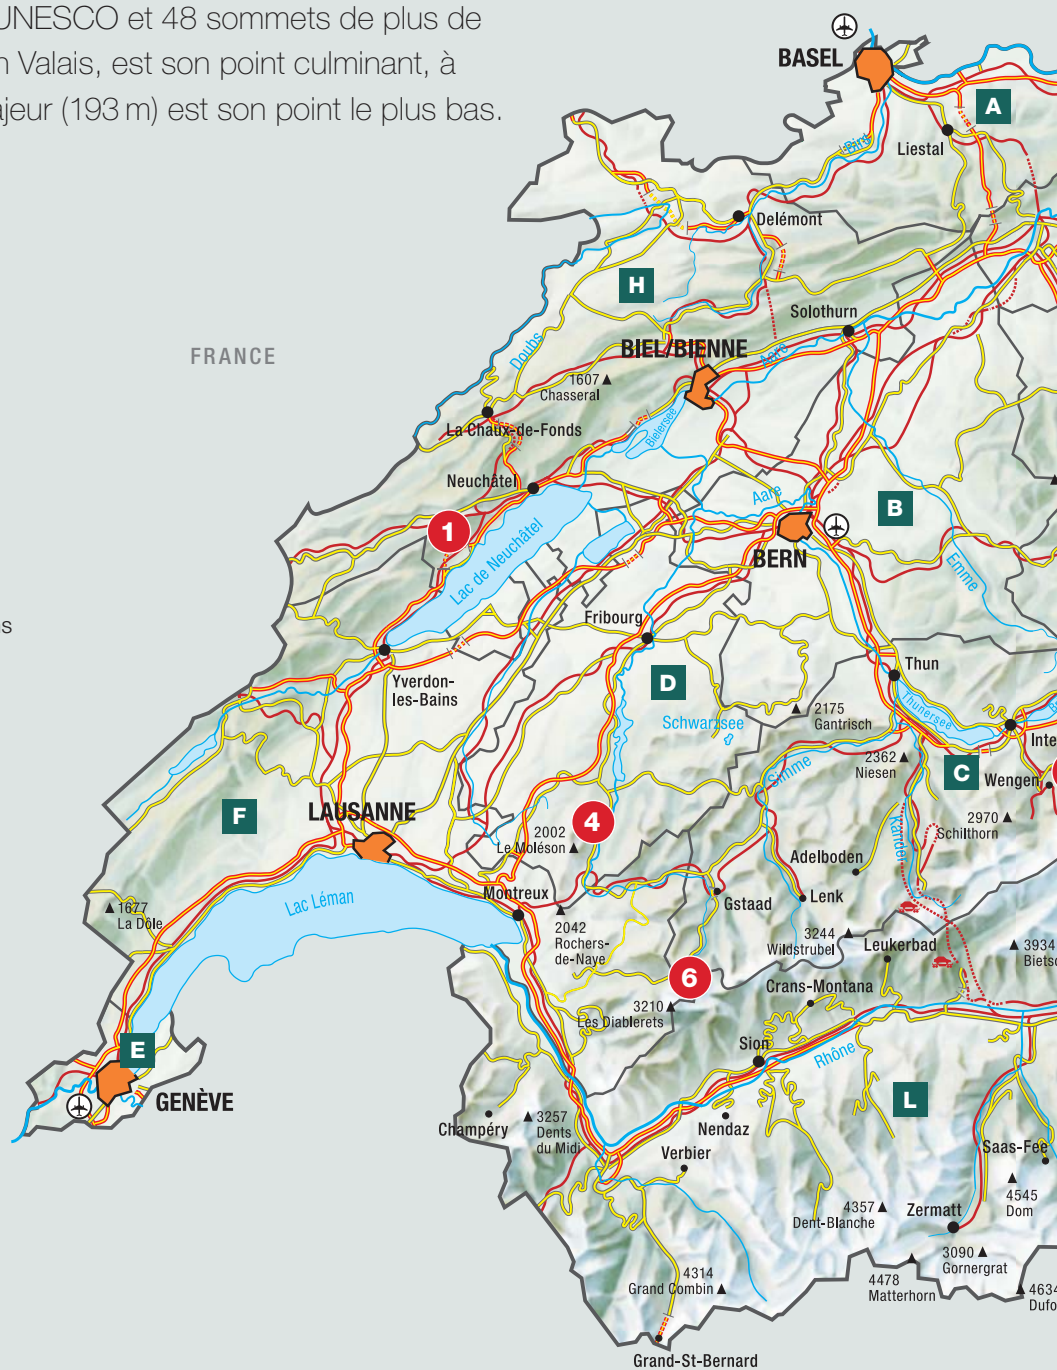 UNESCO et 48 sommets de plus de
n Valais, est son point culminant, à
ajeur (193 m) est son point le plus bas.
BASEL
A
Birs
Liestal
Delémont
H
Solothurn
FRANCE
Doubs
BIEL/BIENNE
Aare
1607
Chasseral
La Chaux-de-Fonds
Bielersee
Neuchâtel
Aare
B
1
Lac de Neuchâtel
BERN
Emme
Fribourg
ns
Thun
Yverdon-
les-Bains
D
2175
Gantrisch
Thunersee
Schwarzsee
Inte
2362
Niesen
Simme
C
Wengen
F
LAUSANNE
4
2002
Le Moléson
2970
Schilthorn
Kander
Adelboden
Montreux
Lac Léman
Gstaad
Lenk
1677
La Dôle
2042
Rochers-
de-Naye
3244
Wildstrubel
Leukerbad
3934
Bietsc
6
Crans-Montana
3210
Les Diablerets
Sion
Rhône
E
GENÈVE
L
Champéry
3257
Dents
du Midi
Nendaz
Verbier
Saas-Fee
4545
Dom
4357
Dent-Blanche
Zermatt
3090
Gornergrat
4314
Grand Combin
4478
Matterhorn
4634
Dufo
Grand-St-Bernard